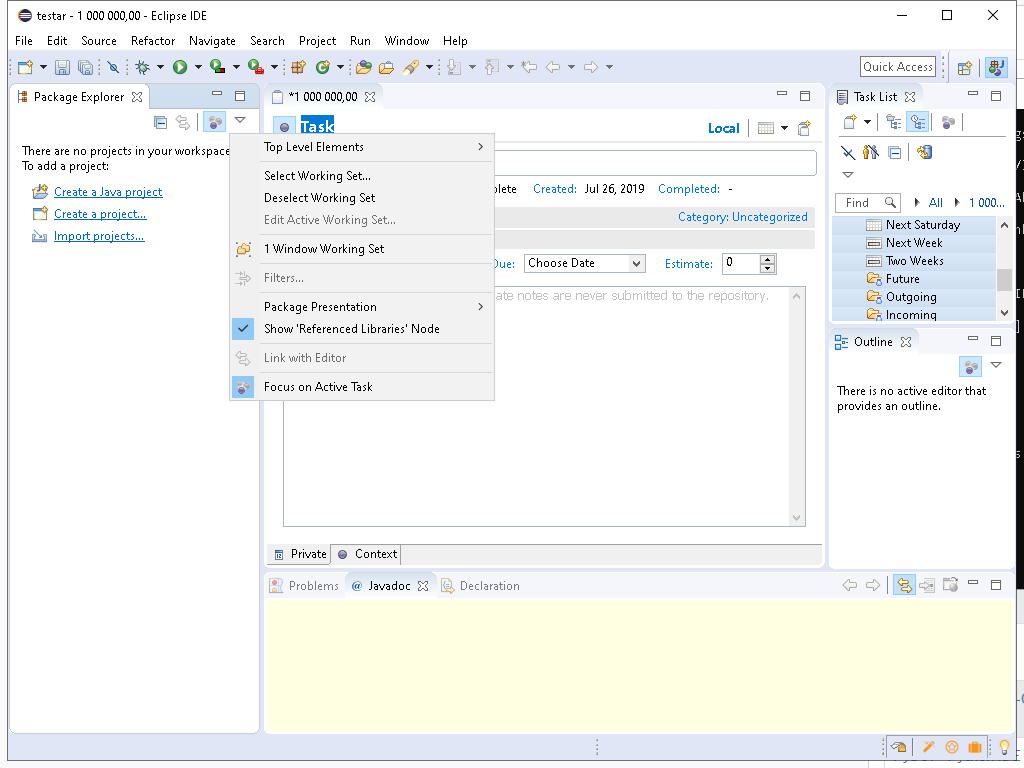 testar - 1 000 000,00 - Eclipse IDE
File Edit Source Refactor Navigate Search Project Run Window Help
Quick Access
Package Explorer
There are no projects in your workspace
To add a project:
Create a Java project
Create a project...
Import projects...
Top Level Elements
Select Working Set...
Deselect Working Set
Edit Active Working Set...
1 Window Working Set
Filters...
Package Presentation
Show 'Referenced Libraries' Node
Link with Editor
Focus on Active Task
*1 000 000,00
Task
Local
Created: Jul 26, 2019 Completed: -
Category: Uncategorized
Due: Choose Date Estimate: 0
notes are never submitted to the repository.
Private Context
Problems Javadoc Declaration
Task List
Find All 1 000...
Next Saturday
Next Week
Two Weeks
Future
Outgoing
Incoming
Outline
There is no active editor that
provides an outline.